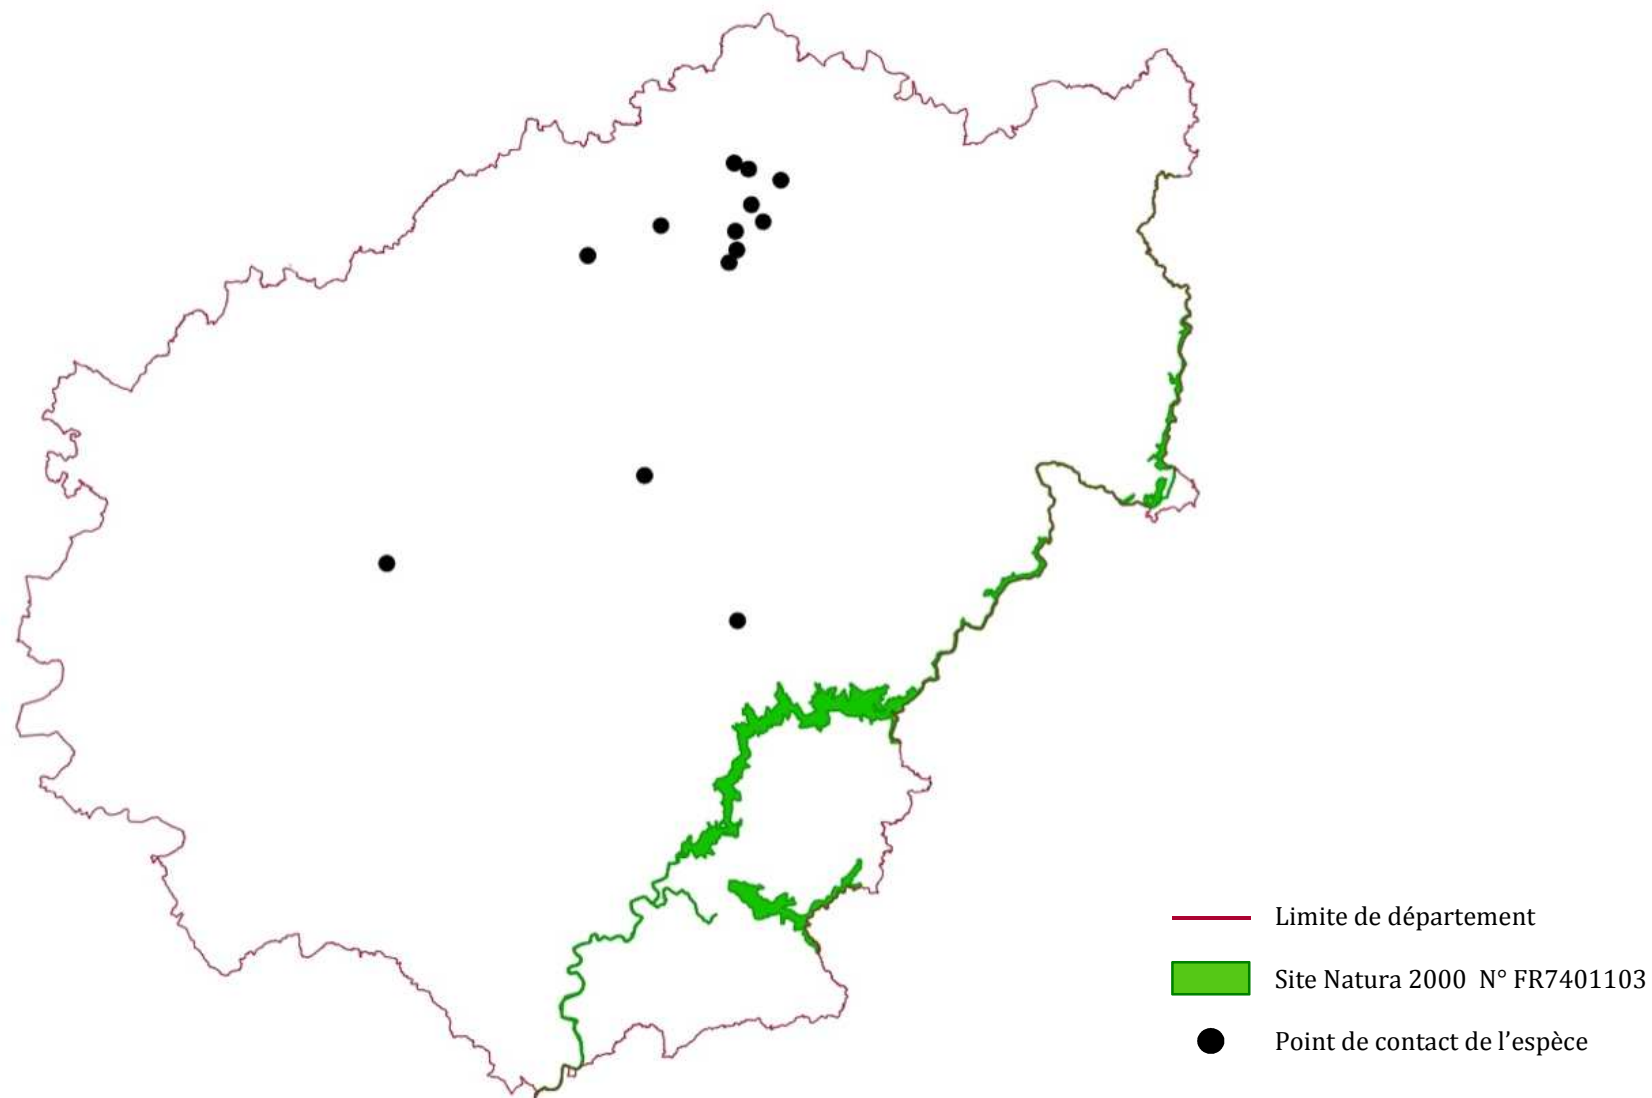 Limite de département
Site Natura 2000  N° FR7401103
Point de contact de l’espèce